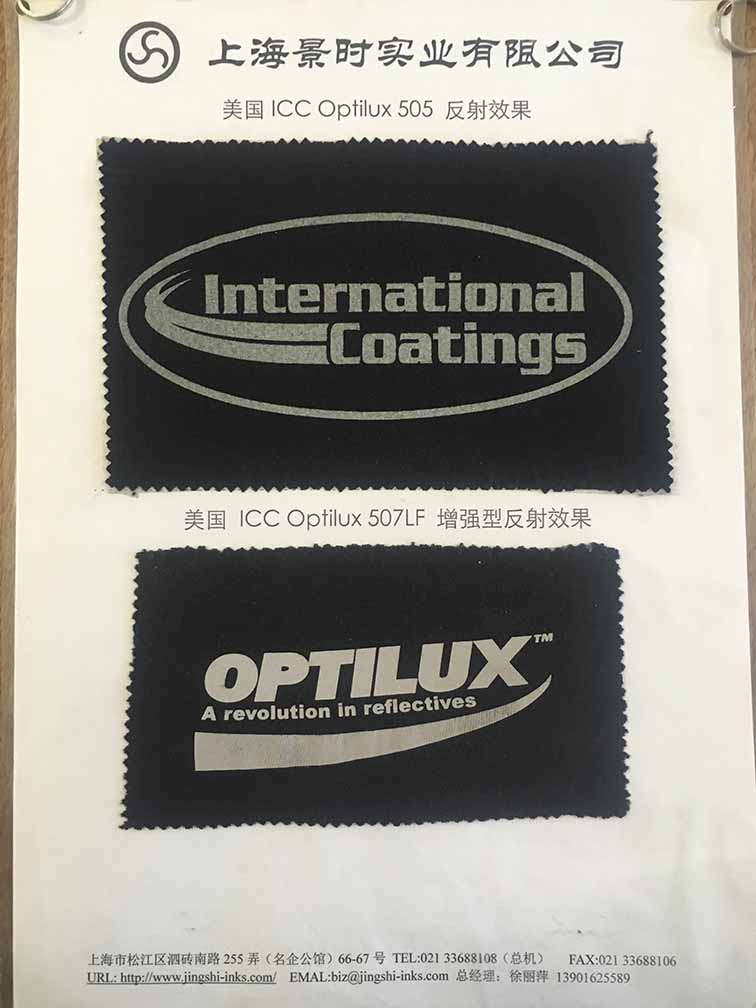 上海景时实业有限公司
美国 ICC Optilux 505 反射效果
International
Coatings
美国 ICC Optilux 507LF 增强型反射效果
OPTILUX™
A revolution in reflectives
上海市松江区泗砖南路 255 弄（名企公馆）66-67 号 TEL:021 33688108（总机） FAX:021 33688106
URL: http://www.jingshi-inks.com/ EMAL:biz@jingshi-inks.com 总经理：徐丽萍 13901625589